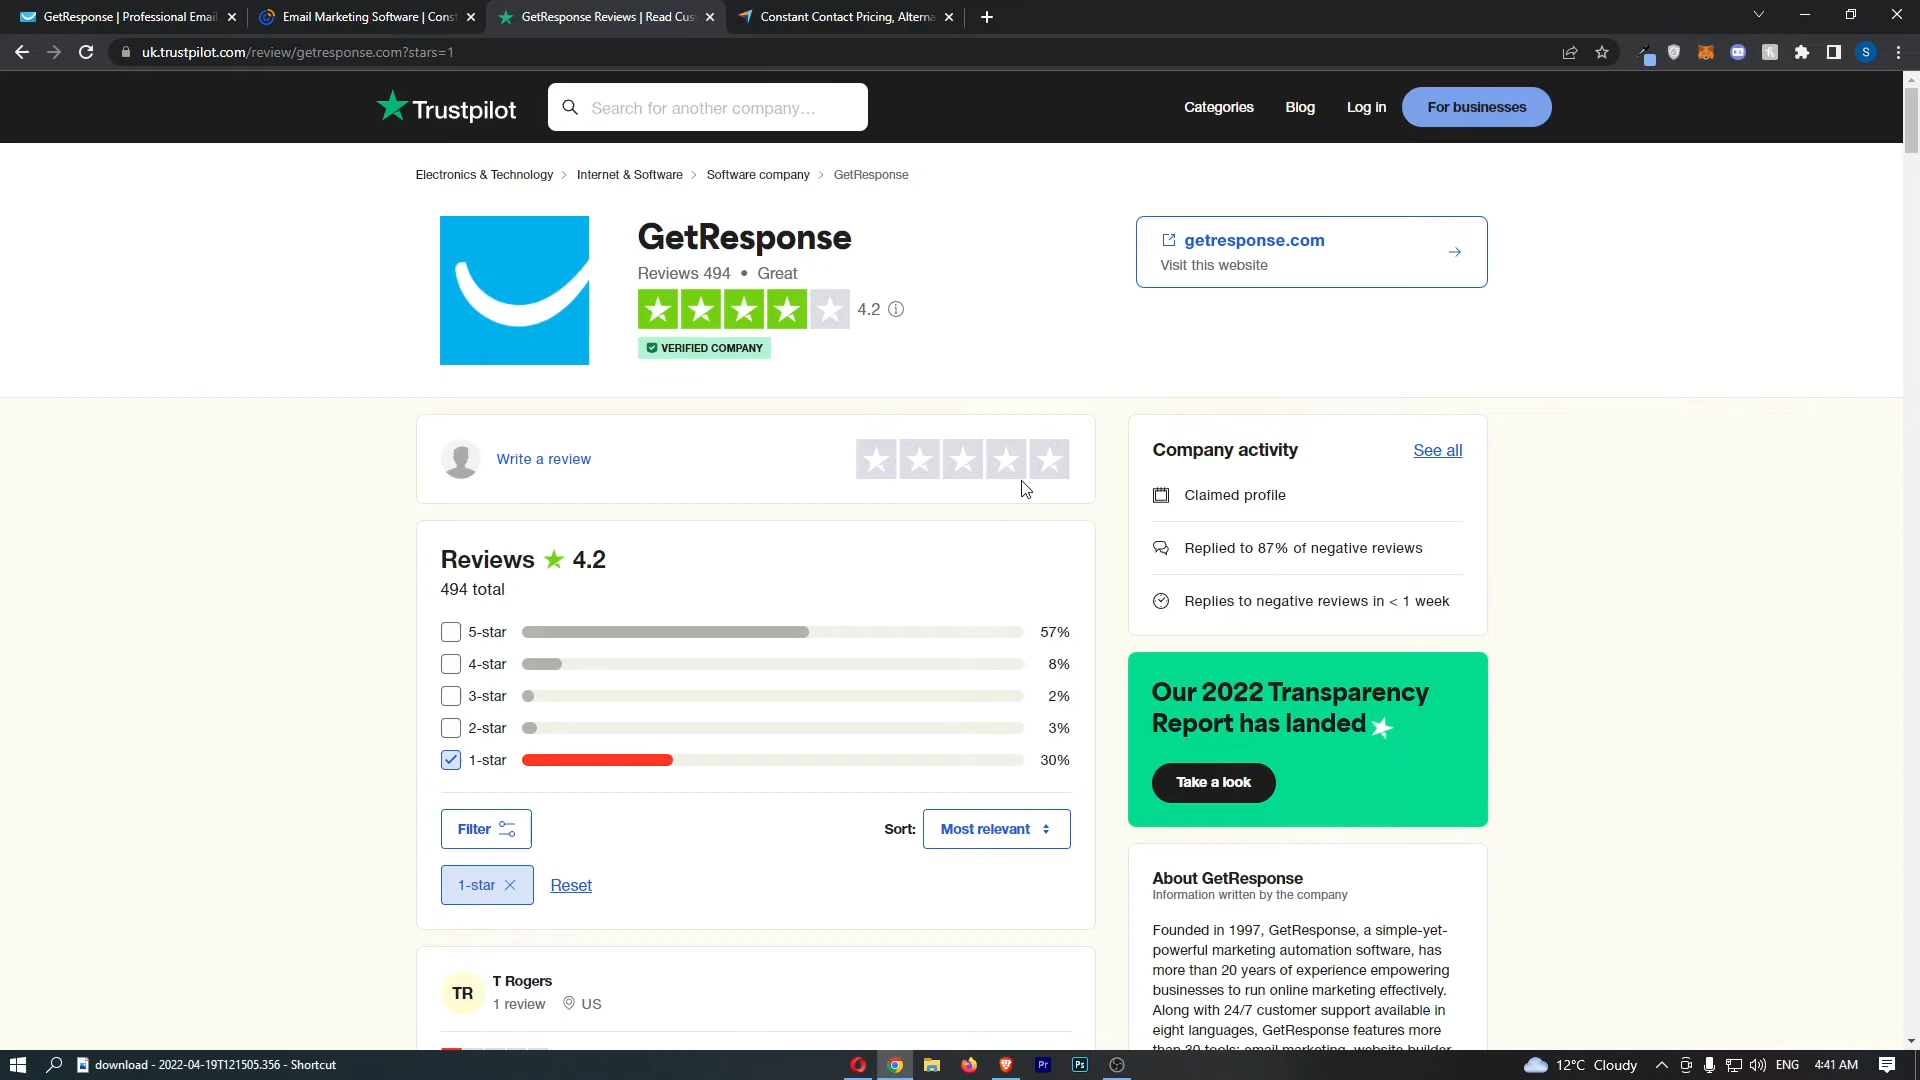 GetResponse | Professional Email
Email Marketing Software | Const
GetResponse Reviews | Read Cus
Constant Contact Pricing, Alterna
uk.trustpilot.com/review/getresponse.com?stars=1
S
Trustpilot
Search for another company...
Categories
Blog
Log in
For businesses
Electronics & Technology > Internet & Software > Software company > GetResponse
GetResponse
Reviews 494 • Great
4.2
VERIFIED COMPANY
getresponse.com
Visit this website
Write a review
Reviews ★ 4.2
494 total
5-star 57%
4-star 8%
3-star 2%
2-star 3%
1-star 30%
Filter
Sort: Most relevant
1-star
Reset
TR
T Rogers
1 review US
Company activity
See all
Claimed profile
Replied to 87% of negative reviews
Replies to negative reviews in < 1 week
Our 2022 Transparency
Report has landed
Take a look
About GetResponse
Information written by the company
Founded in 1997, GetResponse, a simple-yet-
powerful marketing automation software, has
more than 20 years of experience empowering
businesses to run online marketing effectively.
Along with 24/7 customer support available in
eight languages, GetResponse features more
than 30 tools: email marketing, website builder
download - 2022-04-19T121505.356 - Shortcut
Pr
Ps
12°C Cloudy
ENG
4:41 AM